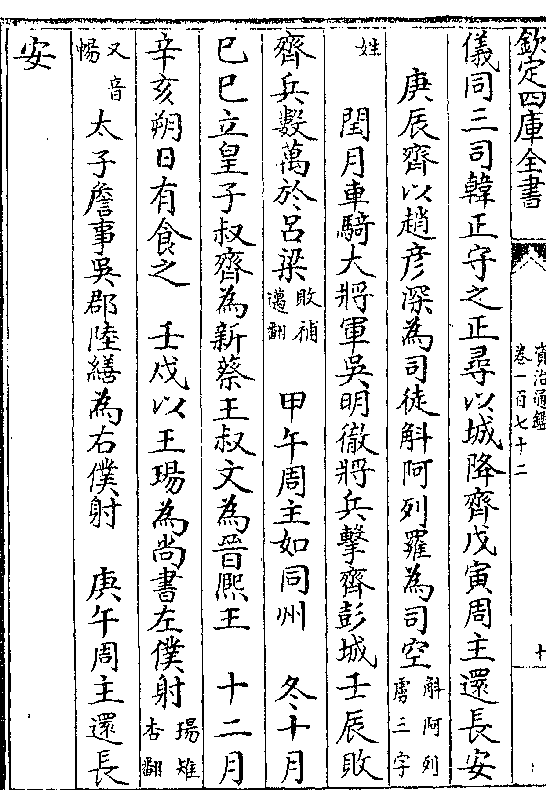 欽定四庫全書
資治通鑑
卷一百七十二
十
儀同三司韓正守之正尋以城降齊戊寅周主還長安
庚辰齊以趙彦深為司徒斛阿列羅為司空斛阿列虜三字
姓
閏月車騎大將軍吳明徹將兵擊齊彭城壬辰敗
齊兵數萬於呂梁敗補邁翻甲午周主如同州冬十月
巳巳立皇子叔齊為新蔡王叔文為晉熈王十二月
辛亥朔日有食之壬戌以王瑒為尚書左僕射瑒雉杏翻
又音暢太子詹事吳郡陸繕為右僕射庚午周主還長
安